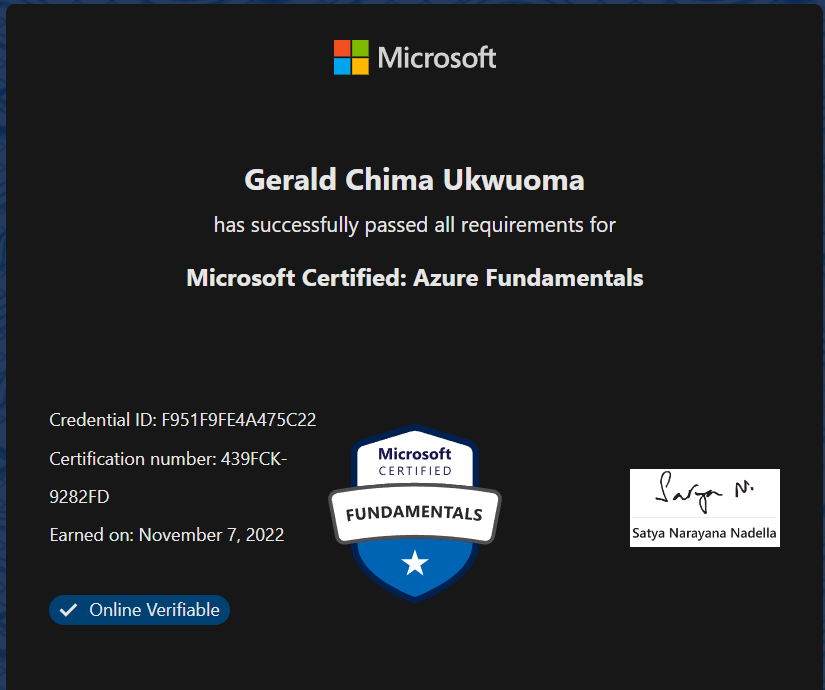 Microsoft
Gerald Chima Ukwuoma
has successfully passed all requirements for
Microsoft Certified: Azure Fundamentals
Credential ID: F951F9FE4A475C22
Certification number: 439FCK-
9282FD
Earned on: November 7, 2022
Online Verifiable
Microsoft
CERTIFIED
FUNDAMENTALS
Satya N.
Satya Narayana Nadella